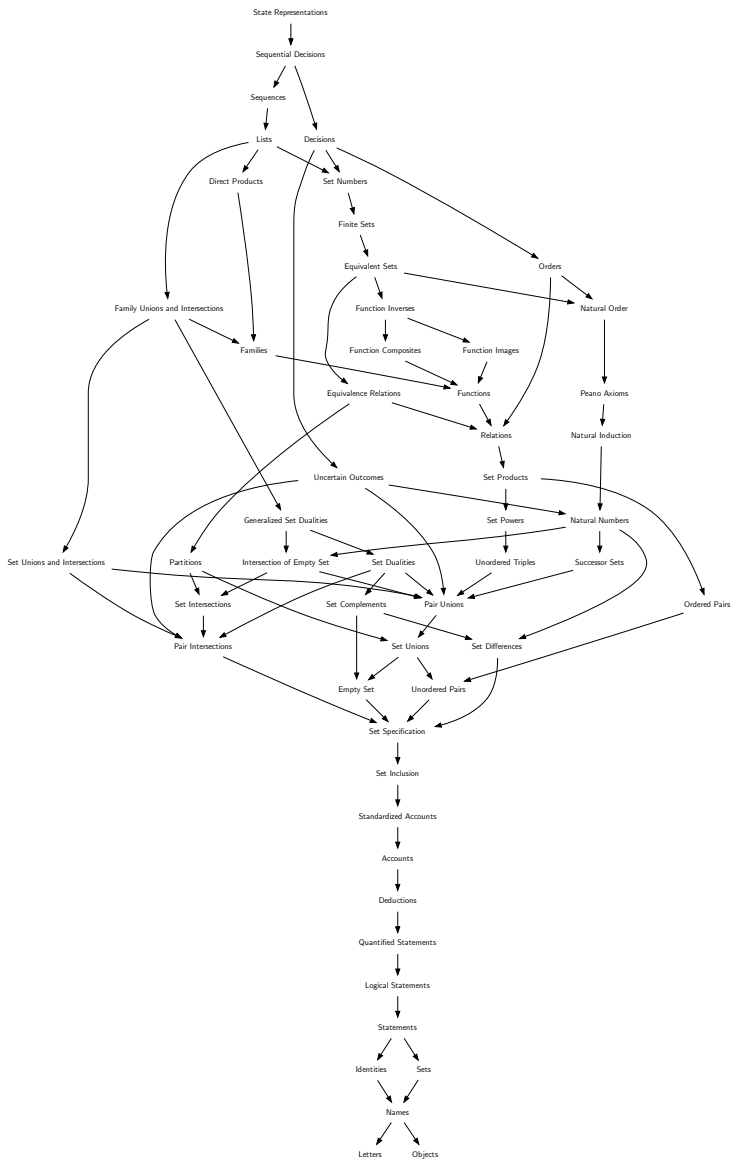 State Representations
Sequential Decisions
Sequences
Lists
Decisions
Direct Products
Set Numbers
Finite Sets
Equivalent Sets
Orders
Family Unions and Intersections
Function Inverses
Natural Order
Families
Function Composites
Function Images
Equivalence Relations
Functions
Peano Axioms
Relations
Natural Induction
Uncertain Outcomes
Set Products
Generalized Set Dualities
Set Powers
Natural Numbers
Set Unions and Intersections
Partitions
Intersection of Empty Set
Set Dualities
Unordered Triples
Successor Sets
Set Intersections
Set Complements
Pair Unions
Ordered Pairs
Pair Intersections
Set Unions
Set Differences
Empty Set
Unordered Pairs
Set Specification
Set Inclusion
Standardized Accounts
Accounts
Deductions
Quantified Statements
Logical Statements
Statements
Identities
Sets
Names
Letters
Objects